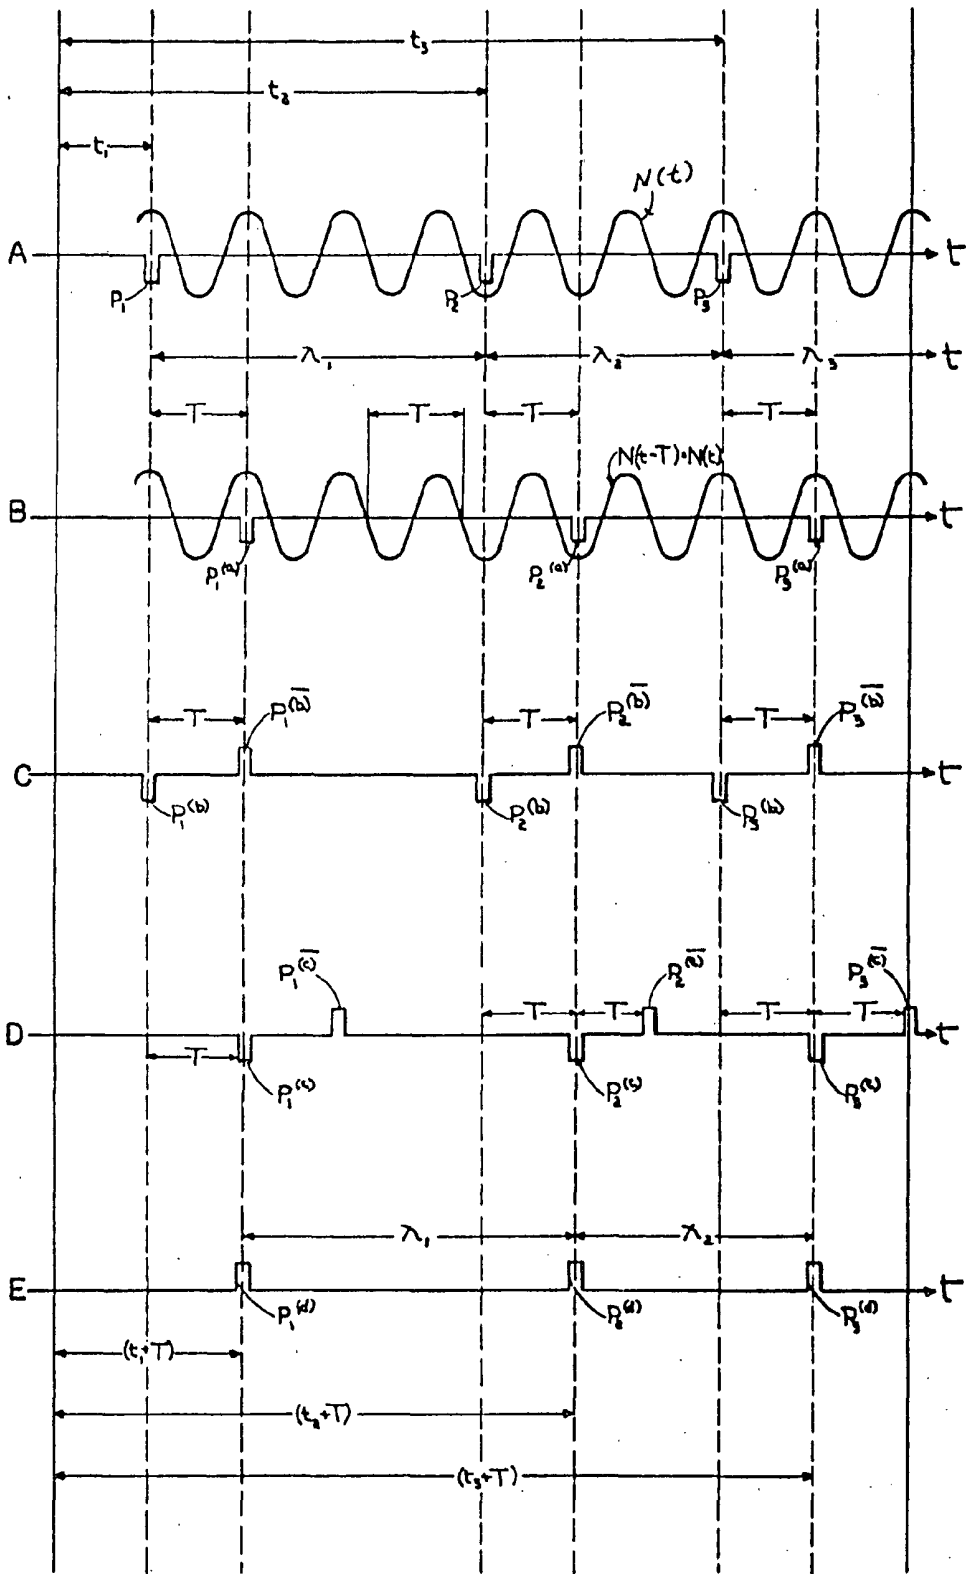 t₃
t₂
t₁
N(t)
A
t
P₁
P₂
P₃
λ₁
λ₂
λ₃
t
T
T
T
T
N(t-T)=N(t)
B
t
P₁(a)
P₂(a)
P₃(a)
T
P₁(b̅)
T
P₂(b̅)
T
P₃(b̅)
C
t
P₁(b)
P₂(b)
P₃(b)
P₁(c̅)
P₂(c̅)
P₃(c̅)
T
T
T
T
D
t
T
P₁(c)
P₂(c)
P₃(c)
λ₁
λ₂
E
t
P₁(d)
P₂(d)
P₃(d)
(t₁+T)
(t₂+T)
(t₃+T)